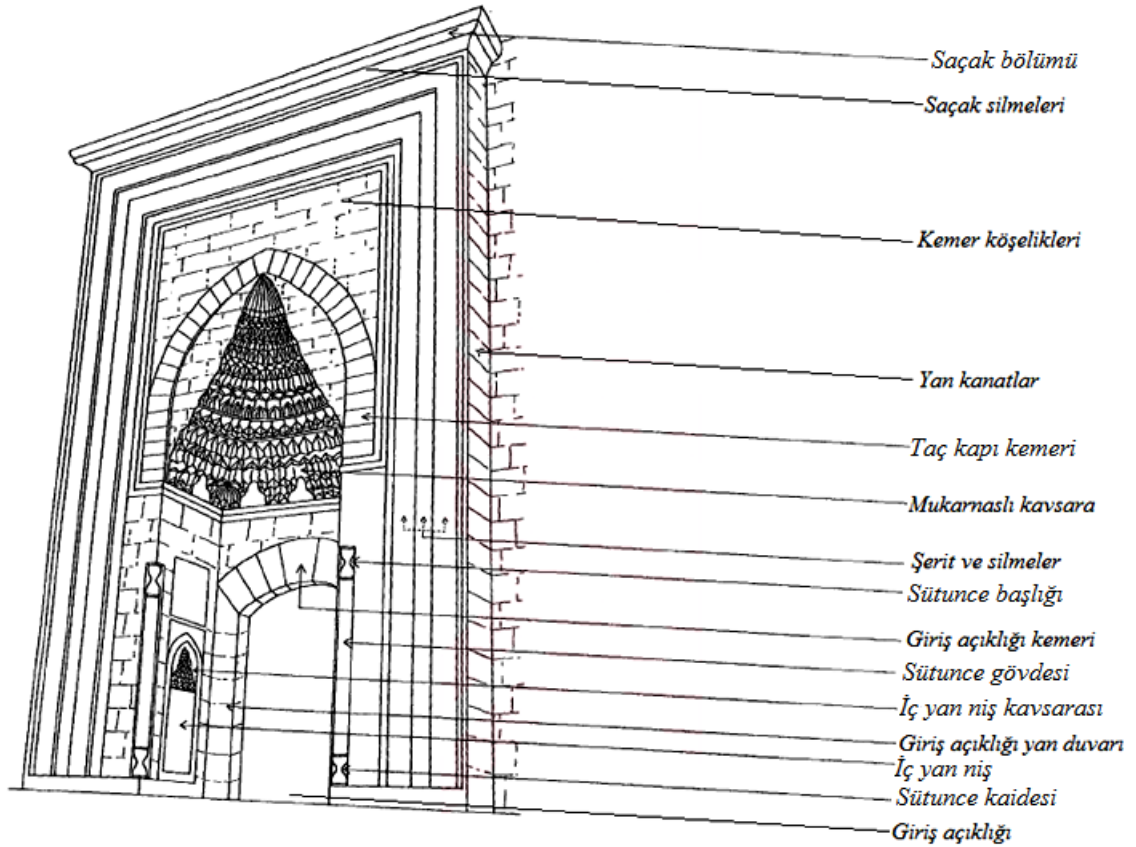 Saçak bölümü
Saçak silmeleri
Kemer köşelikleri
Yan kanatlar
Taç kapı kemeri
Mukarnaslı kavsara
Şerit ve silmeler
Sütunce başlığı
Giriş açıklığı kemeri
Sütunce gövdesi
İç yan niş kavsarası
Giriş açıklığı yan duvarı
İç yan niş
Sütunce kaidesi
Giriş açıklığı